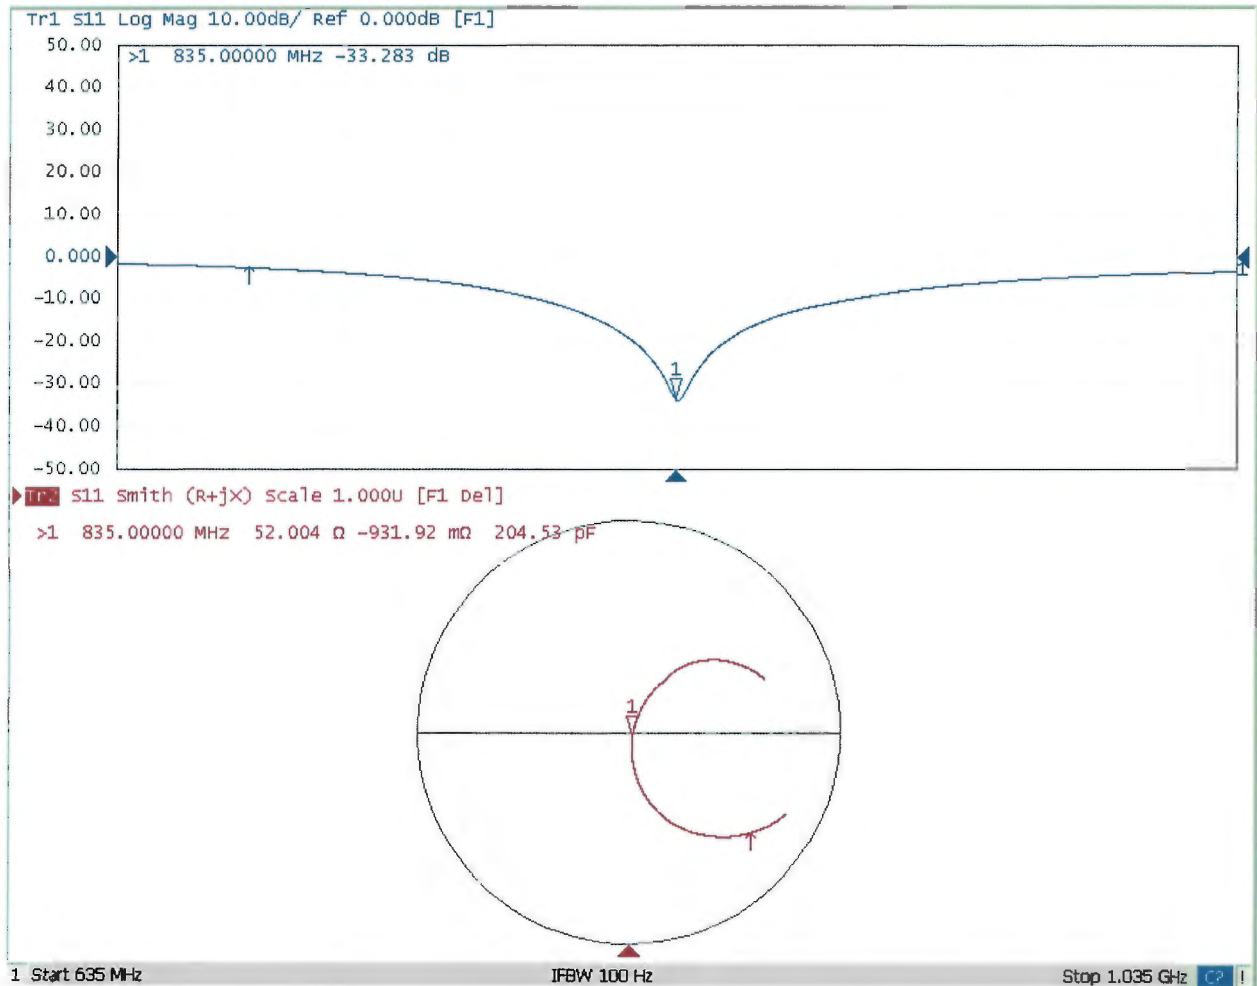 Tr1 S11 Log Mag 10.00dB/ Ref 0.000dB [F1]
50.00
>1 835.00000 MHz -33.283 dB
40.00
30.00
20.00
10.00
0.000
1
-10.00
-20.00
1
-30.00
-40.00
-50.00
Tr2 S11 Smith (R+jX) Scale 1.000U [F1 Del]
>1 835.00000 MHz 52.004 Ω -931.92 mΩ 204.53 pF
1
1 Start 635 MHz IFBW 100 Hz Stop 1.035 GHz C? !